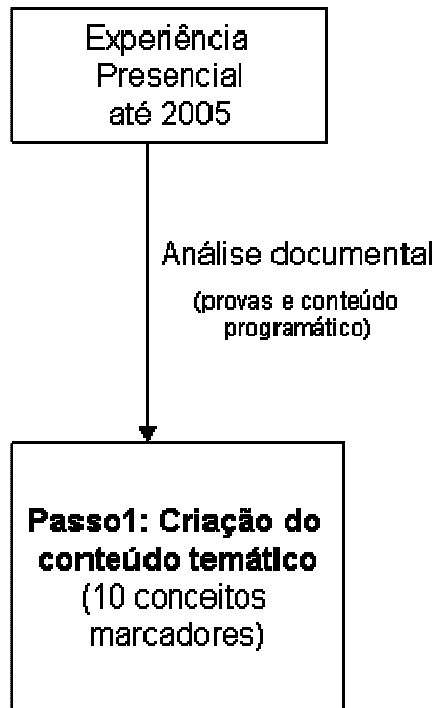 Experiência
Presencial
até 2005
Análise documental
(provas e conteúdo
programático)
Passo1: Criação do
conteúdo temático
(10 conceitos
marcadores)